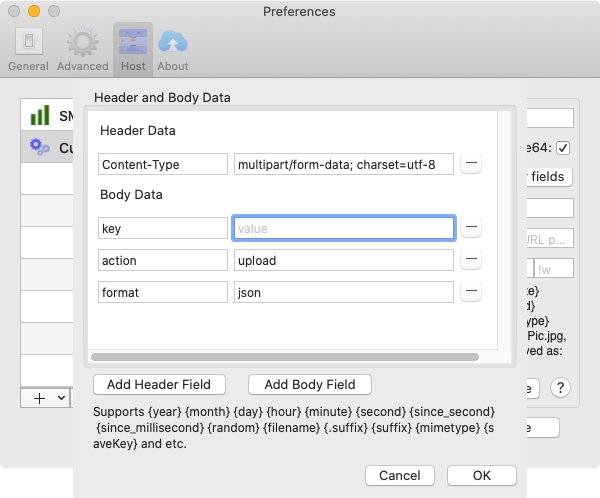 Preferences
General Advanced Host About
Header and Body Data
Header Data
Content-Type multipart/form-data; charset=utf-8
Body Data
key value
action upload
format json
Add Header Field Add Body Field
Supports {year} {month} {day} {hour} {minute} {second} {since_second}
{since_millisecond} {random} {filename} {.suffix} {suffix} {mimetype} {s
aveKey} and etc.
Cancel OK
SM
Cu
e64:
fields
URL p...
!w
te}
d}
type}
Pic.jpg,
ved as:
?